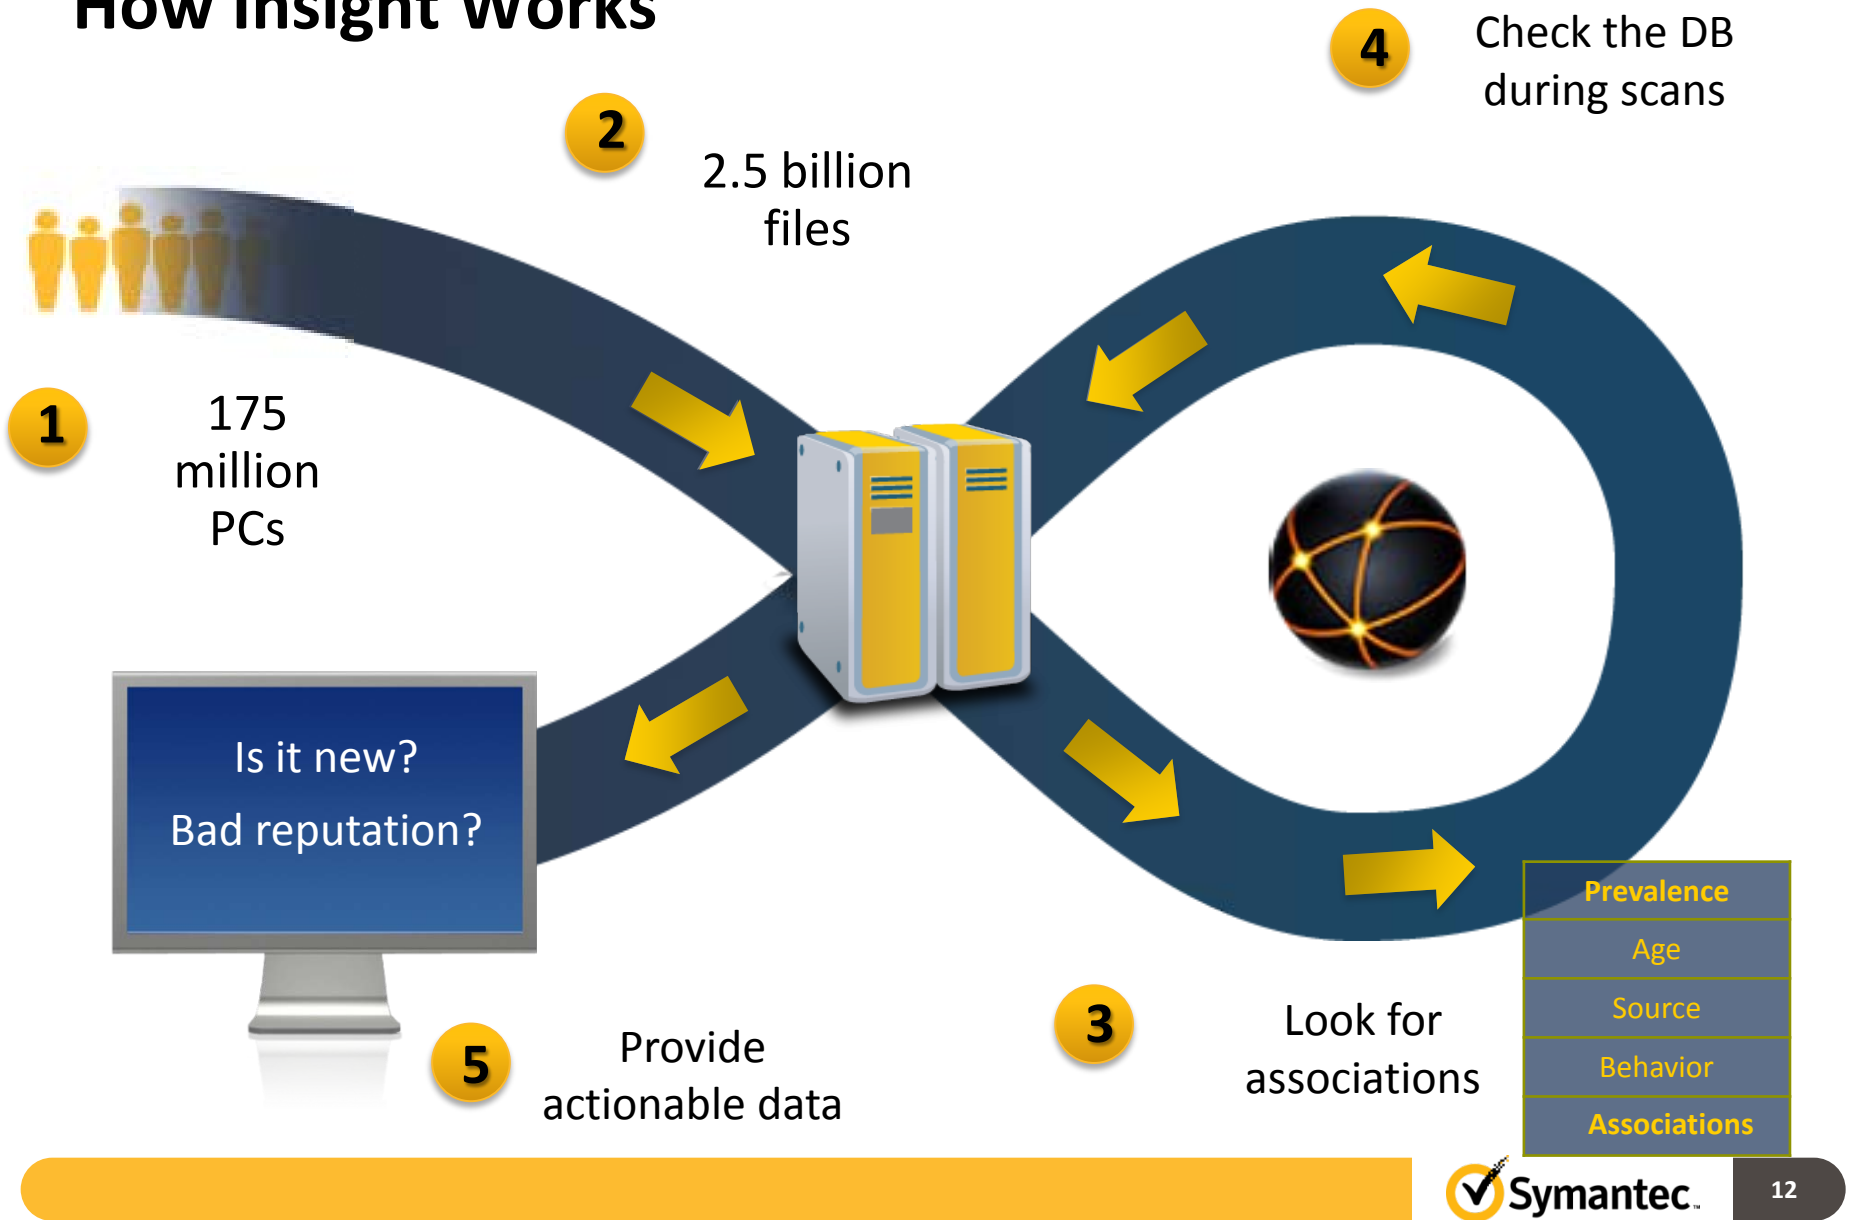 How Insight Works
4
Check the DB
during scans
2
2.5 billion
files
1
175
million
PCs
Is it new?
Bad reputation?
Prevalence
Age
Source
Behavior
Associations
3
Look for
associations
5
Provide
actionable data
Symantec™
12